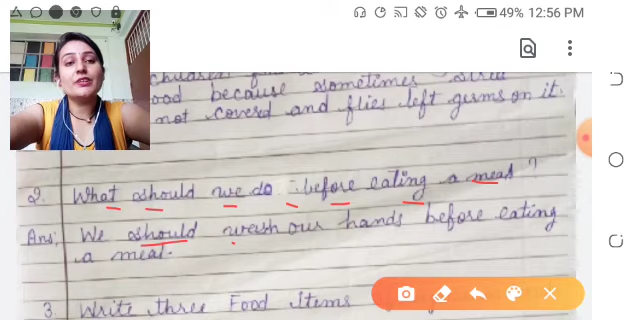 49% 12:56 PM
ood because sometimes
not covered and flies left germs on it.
2. What should we do before eating a meal?
Ans: We should wash our hands before eating
a meal.
3. Write three Food Items